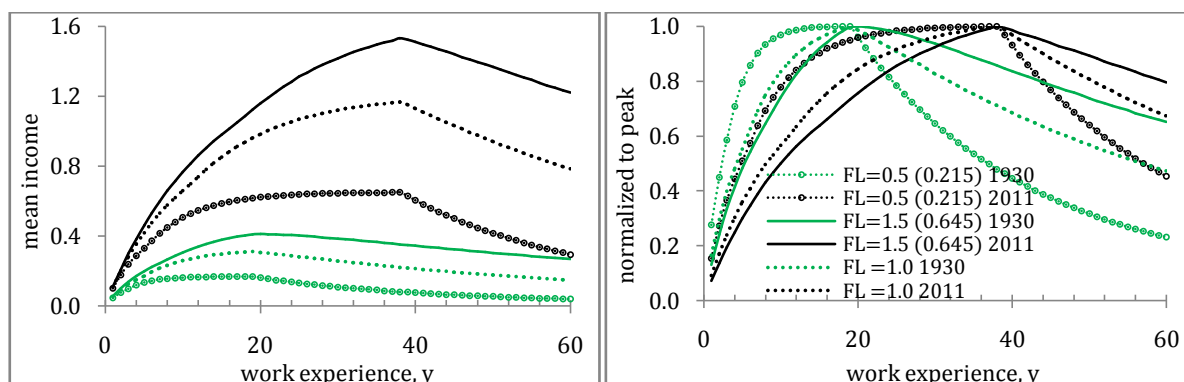 mean income
1.6
1.2
0.8
0.4
0.0
0
20
40
60
work experience, y
normalized to peak
1.0
0.8
0.6
0.4
0.2
0.0
FL=0.5 (0.215) 1930
FL=0.5 (0.215) 2011
FL=1.5 (0.645) 1930
FL=1.5 (0.645) 2011
FL =1.0 1930
FL =1.0 2011
0
20
40
60
work experience, y